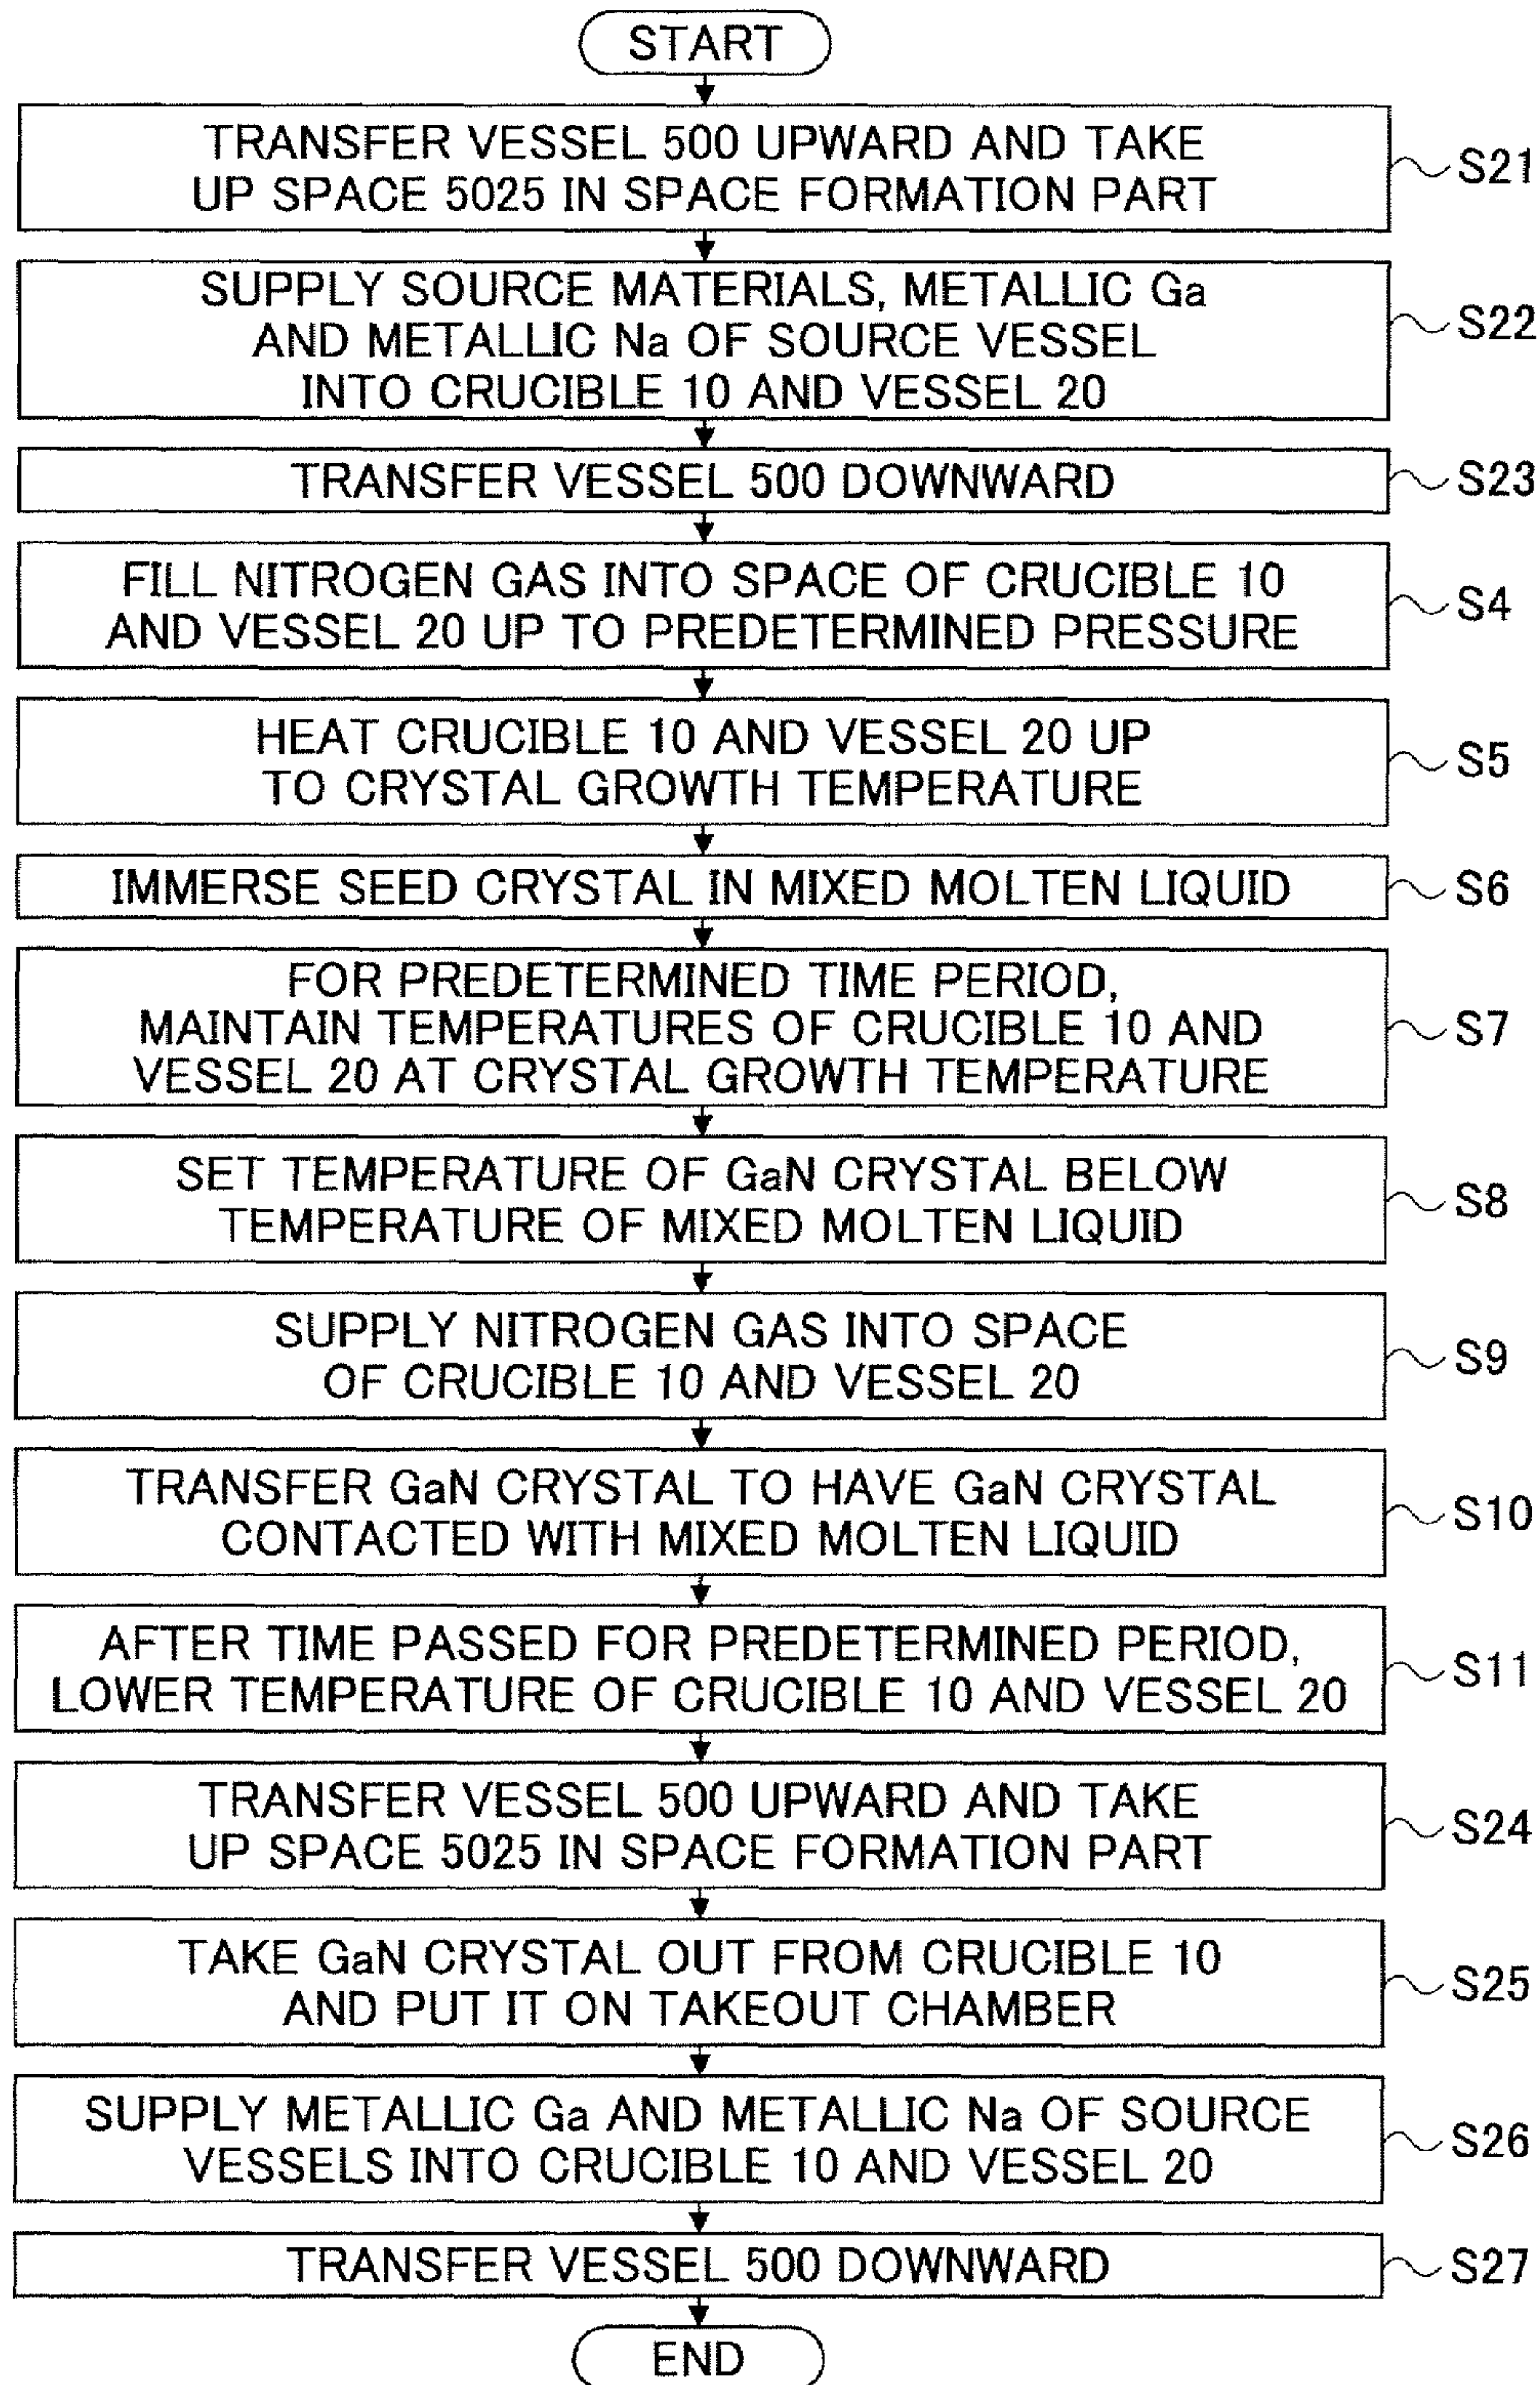 START
TRANSFER VESSEL 500 UPWARD AND TAKE
UP SPACE 5025 IN SPACE FORMATION PART
S21
SUPPLY SOURCE MATERIALS, METALLIC Ga
AND METALLIC Na OF SOURCE VESSEL
INTO CRUCIBLE 10 AND VESSEL 20
S22
TRANSFER VESSEL 500 DOWNWARD
S23
FILL NITROGEN GAS INTO SPACE OF CRUCIBLE 10
AND VESSEL 20 UP TO PREDETERMINED PRESSURE
S4
HEAT CRUCIBLE 10 AND VESSEL 20 UP
TO CRYSTAL GROWTH TEMPERATURE
S5
IMMERSE SEED CRYSTAL IN MIXED MOLTEN LIQUID
S6
FOR PREDETERMINED TIME PERIOD,
MAINTAIN TEMPERATURES OF CRUCIBLE 10 AND
VESSEL 20 AT CRYSTAL GROWTH TEMPERATURE
S7
SET TEMPERATURE OF GaN CRYSTAL BELOW
TEMPERATURE OF MIXED MOLTEN LIQUID
S8
SUPPLY NITROGEN GAS INTO SPACE
OF CRUCIBLE 10 AND VESSEL 20
S9
TRANSFER GaN CRYSTAL TO HAVE GaN CRYSTAL
CONTACTED WITH MIXED MOLTEN LIQUID
S10
AFTER TIME PASSED FOR PREDETERMINED PERIOD,
LOWER TEMPERATURE OF CRUCIBLE 10 AND VESSEL 20
S11
TRANSFER VESSEL 500 UPWARD AND TAKE
UP SPACE 5025 IN SPACE FORMATION PART
S24
TAKE GaN CRYSTAL OUT FROM CRUCIBLE 10
AND PUT IT ON TAKEOUT CHAMBER
S25
SUPPLY METALLIC Ga AND METALLIC Na OF SOURCE
VESSELS INTO CRUCIBLE 10 AND VESSEL 20
S26
TRANSFER VESSEL 500 DOWNWARD
S27
END